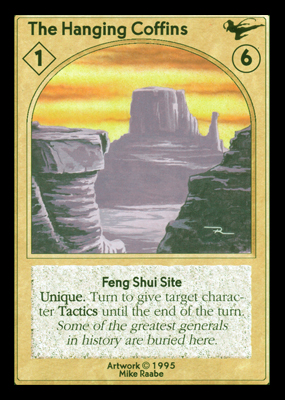 The Hanging Coffins
1
6
Feng Shui Site
Unique. Turn to give target charac-
ter Tactics until the end of the turn.
Some of the greatest generals
in history are buried here.
Artwork © 1995
Mike Raabe